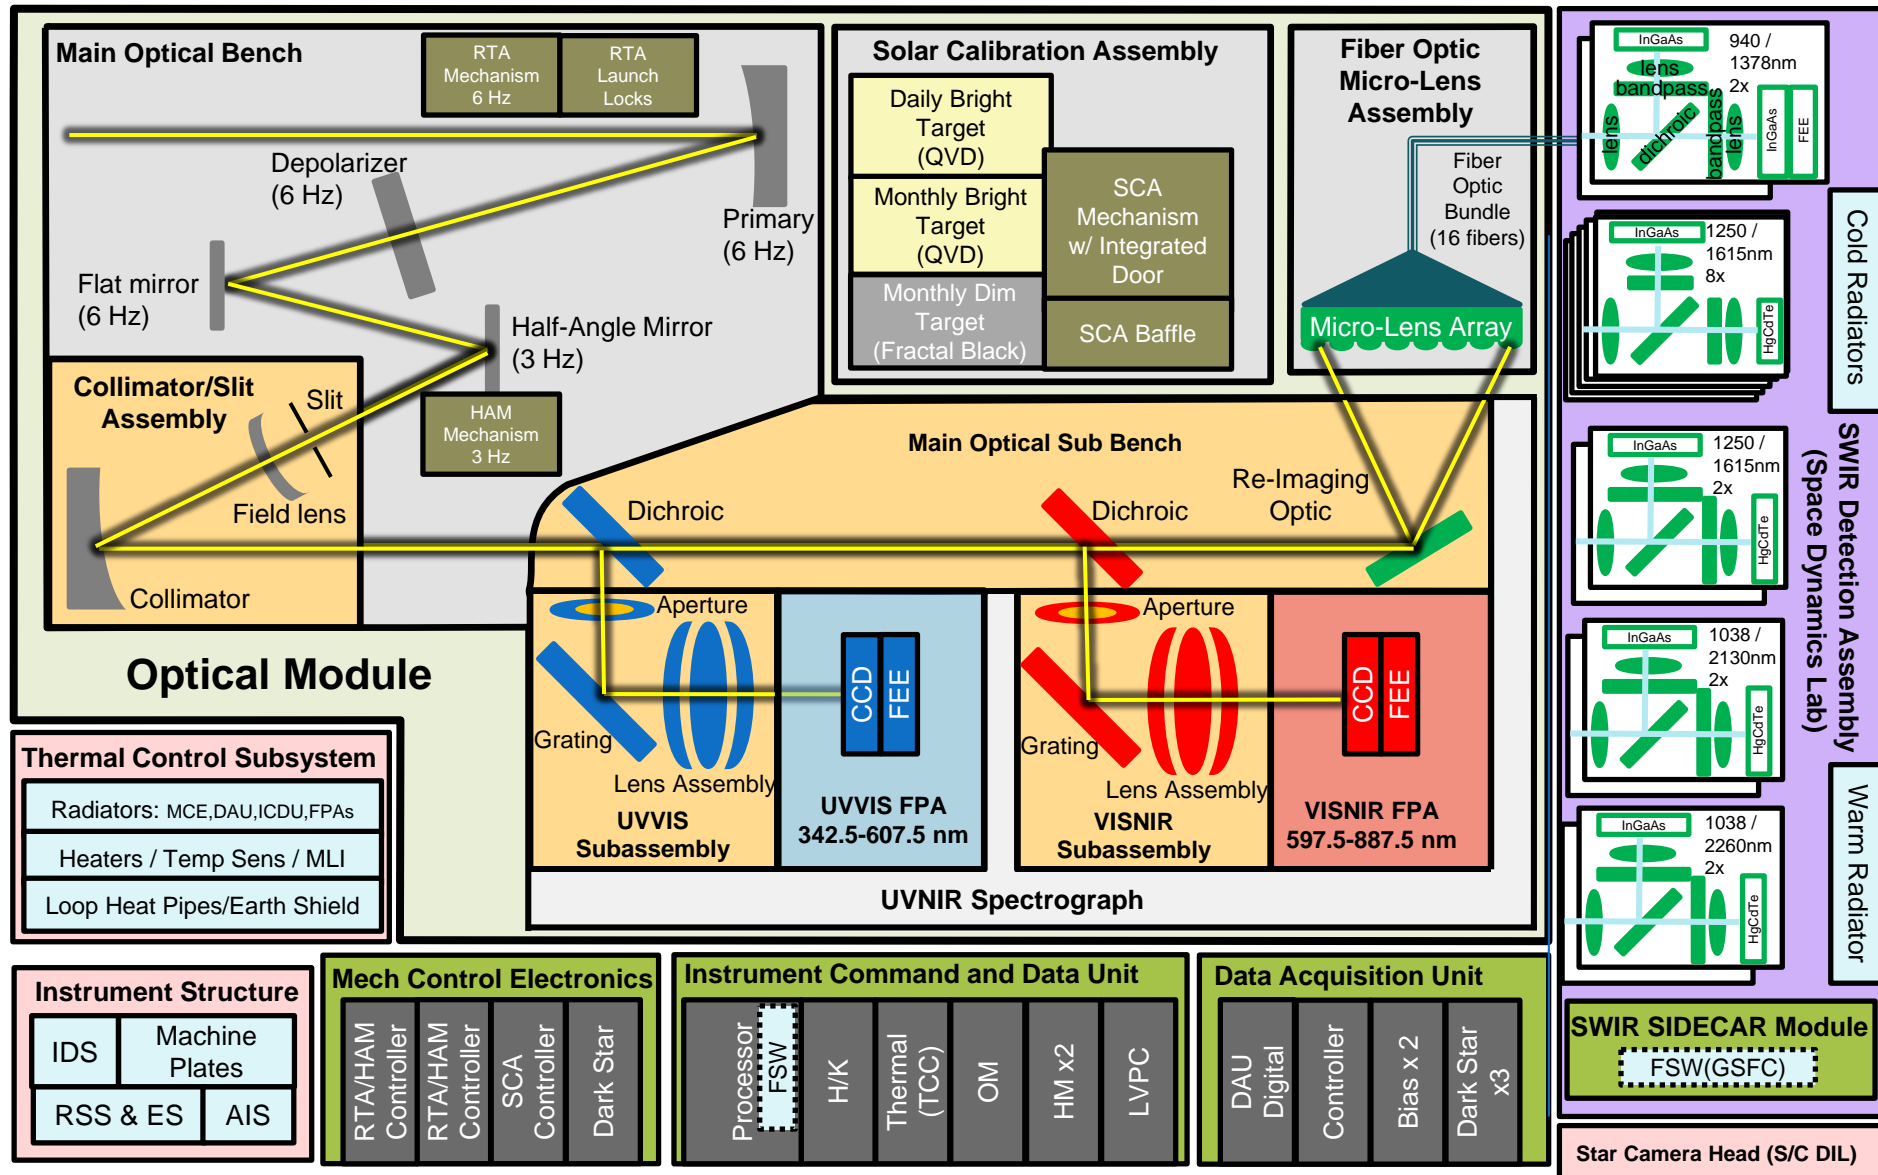 Main Optical Bench
RTA
Mechanism
6 Hz
RTA
Launch
Locks
Depolarizer
(6 Hz)
Primary
(6 Hz)
Flat mirror
(6 Hz)
Half-Angle Mirror
(3 Hz)
HAM
Mechanism
3 Hz
Collimator/Slit
Assembly
Slit
Field lens
Collimator
Optical Module
Solar Calibration Assembly
Daily Bright
Target
(QVD)
Monthly Bright
Target
(QVD)
Monthly Dim
Target
(Fractal Black)
SCA
Mechanism
w/ Integrated
Door
SCA Baffle
Fiber Optic
Micro-Lens
Assembly
Fiber
Optic
Bundle
(16 fibers)
Micro-Lens Array
Main Optical Sub Bench
Dichroic
Dichroic
Re-Imaging
Optic
Aperture
Grating
Lens Assembly
UVVIS
Subassembly
CCD
FEE
UVVIS FPA
342.5-607.5 nm
Aperture
Grating
Lens Assembly
VISNIR
Subassembly
CCD
FEE
VISNIR FPA
597.5-887.5 nm
UVNIR Spectrograph
InGaAs
lens
bandpass
lens
dichroic
bandpass
lens
InGaAs
FEE
940 /
1378nm
2x
InGaAs
1250 /
1615nm
8x
HgCdTe
InGaAs
1250 /
1615nm
2x
HgCdTe
InGaAs
1038 /
2130nm
2x
HgCdTe
InGaAs
1038 /
2260nm
2x
HgCdTe
Cold Radiators
SWIR Detection Assembly
(Space Dynamics Lab)
Warm Radiator
SWIR SIDECAR Module
FSW(GSFC)
Star Camera Head (S/C DIL)
Thermal Control Subsystem
Radiators: MCE,DAU,ICDU,FPAs
Heaters / Temp Sens / MLI
Loop Heat Pipes/Earth Shield
Instrument Structure
IDS
Machine
Plates
RSS & ES
AIS
Mech Control Electronics
RTA/HAM
Controller
RTA/HAM
Controller
SCA
Controller
Dark Star
Instrument Command and Data Unit
Processor
FSW
H/K
Thermal
(TCC)
OM
HM x2
LVPC
Data Acquisition Unit
DAU
Digital
Controller
Bias x 2
Dark Star
x3